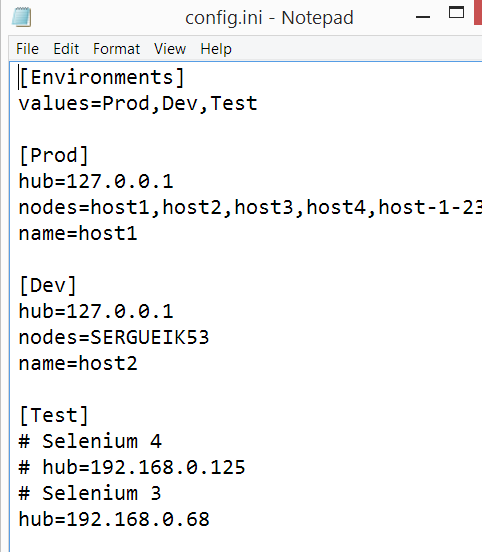 config.ini - Notepad
File Edit Format View Help
[Environments]
values=Prod,Dev,Test
[Prod]
hub=127.0.0.1
nodes=host1,host2,host3,host4,host-1-23
name=host1
[Dev]
hub=127.0.0.1
nodes=SERGUEIK53
name=host2
[Test]
# Selenium 4
# hub=192.168.0.125
# Selenium 3
hub=192.168.0.68